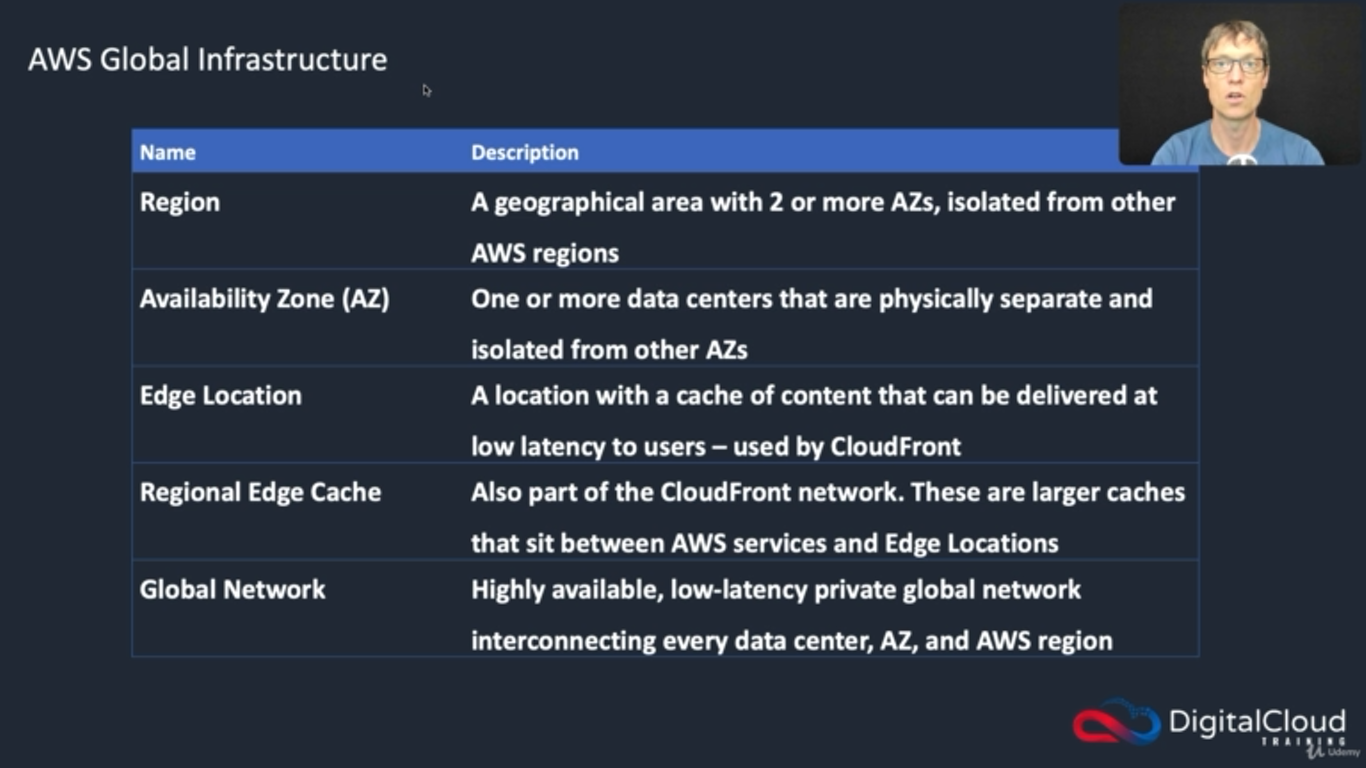 AWS Global Infrastructure
Name Description
Region A geographical area with 2 or more AZs, isolated from other
AWS regions
Availability Zone (AZ) One or more data centers that are physically separate and
isolated from other AZs
Edge Location A location with a cache of content that can be delivered at
low latency to users – used by CloudFront
Regional Edge Cache Also part of the CloudFront network. These are larger caches
that sit between AWS services and Edge Locations
Global Network Highly available, low-latency private global network
interconnecting every data center, AZ, and AWS region
DigitalCloud
TRAINING
Udemy